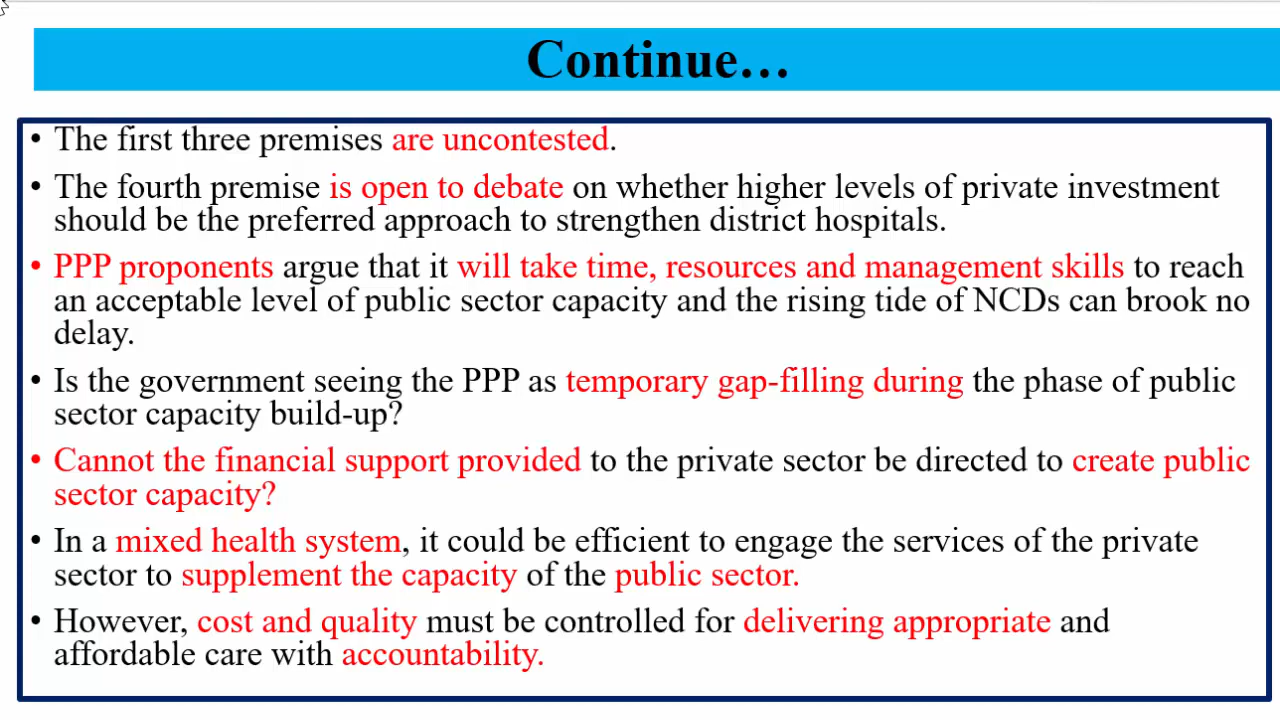 Continue…
• The first three premises are uncontested.
• The fourth premise is open to debate on whether higher levels of private investment
should be the preferred approach to strengthen district hospitals.
• PPP proponents argue that it will take time, resources and management skills to reach
an acceptable level of public sector capacity and the rising tide of NCDs can brook no
delay.
• Is the government seeing the PPP as temporary gap-filling during the phase of public
sector capacity build-up?
• Cannot the financial support provided to the private sector be directed to create public
sector capacity?
• In a mixed health system, it could be efficient to engage the services of the private
sector to supplement the capacity of the public sector.
• However, cost and quality must be controlled for delivering appropriate and
affordable care with accountability.